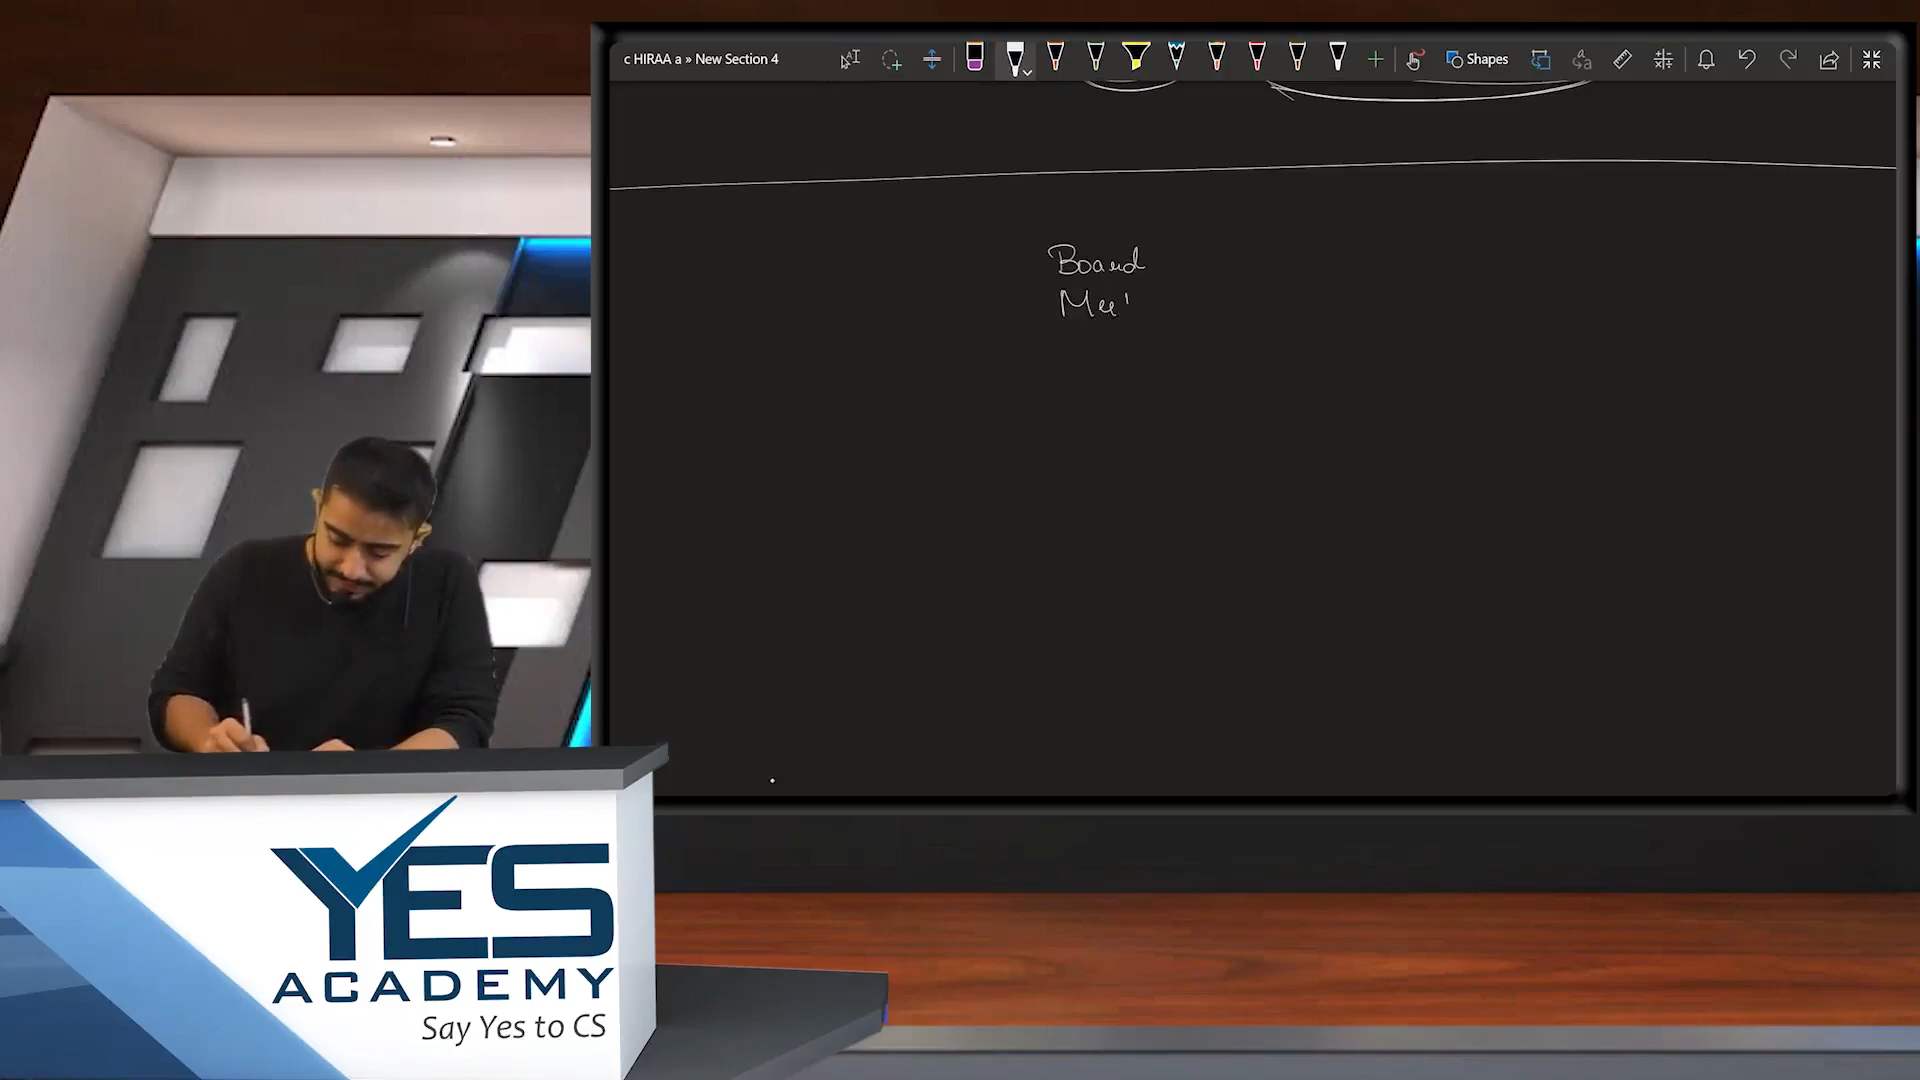 c HIRAA a » New Section 4
Shapes
Board
Mee'
YES
ACADEMY
Say Yes to CS